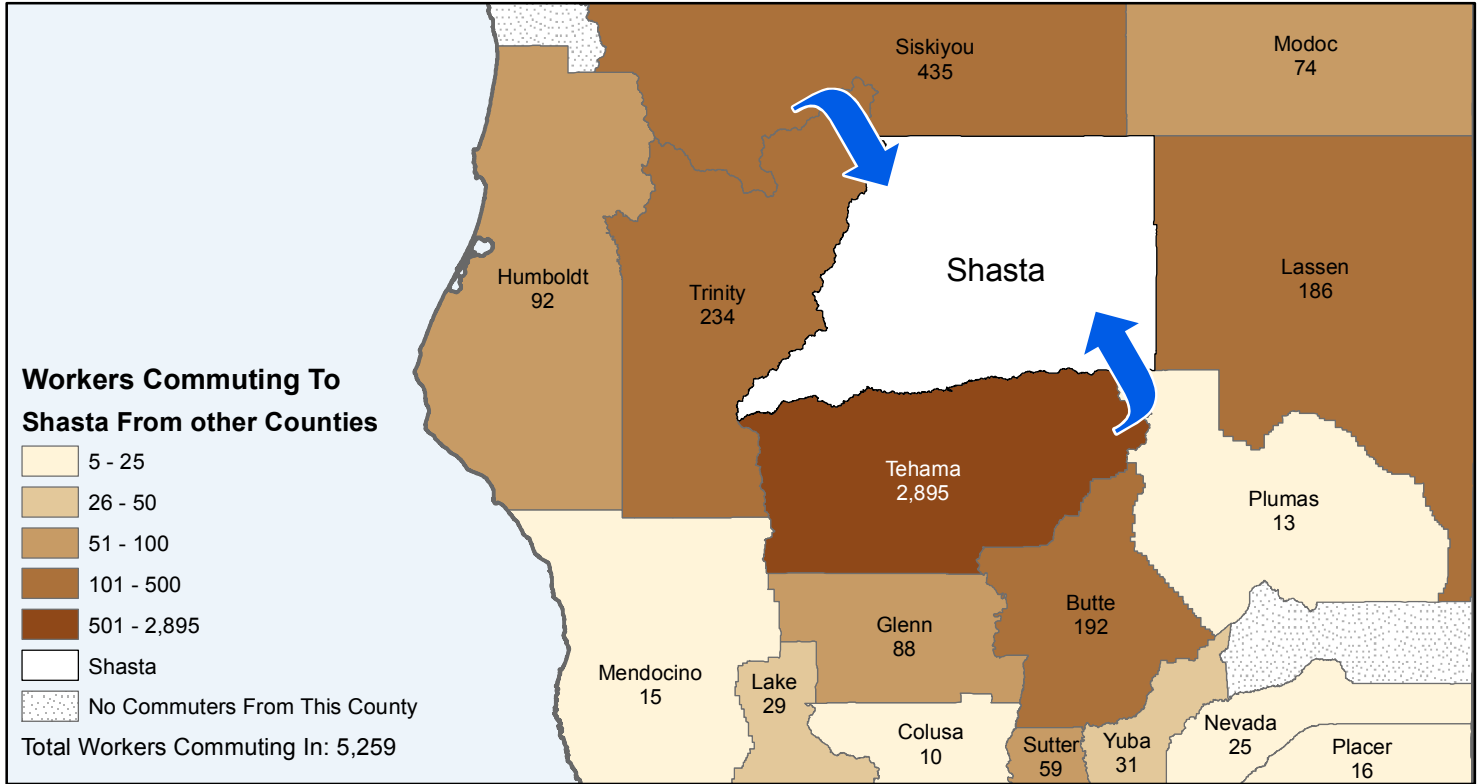 Siskiyou
435
Modoc
74
Humboldt
92
Trinity
234
Shasta
Lassen
186
Workers Commuting To
Shasta From other Counties
5 - 25
26 - 50
51 - 100
101 - 500
501 - 2,895
Shasta
No Commuters From This County
Total Workers Commuting In: 5,259
Tehama
2,895
Plumas
13
Butte
192
Glenn
88
Mendocino
15
Lake
29
Colusa
10
Sutter
59
Yuba
31
Nevada
25
Placer
16